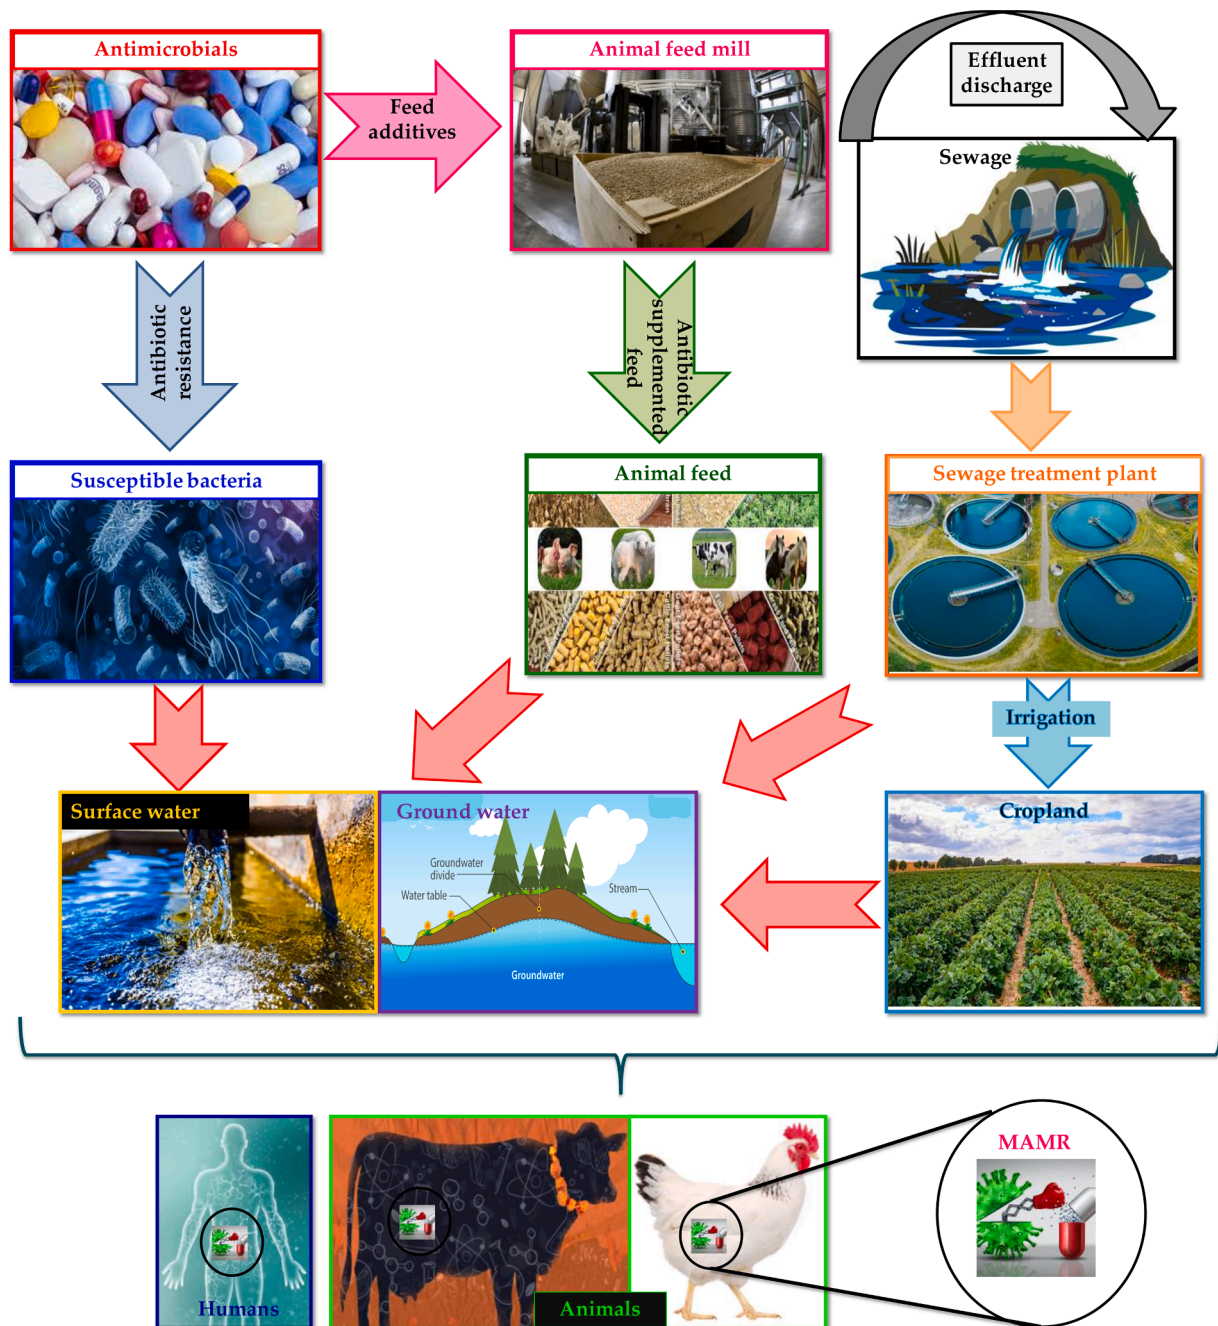 Antimicrobials
Feed
additives
Animal feed mill
Effluent
discharge
Sewage
Antibiotic
resistance
Antibiotic
supplemented
feed
Susceptible bacteria
Animal feed
Sewage treatment plant
Irrigation
Surface water
Ground water
Groundwater
divide
Water table
Stream
Groundwater
Cropland
MAMR
Humans
Animals